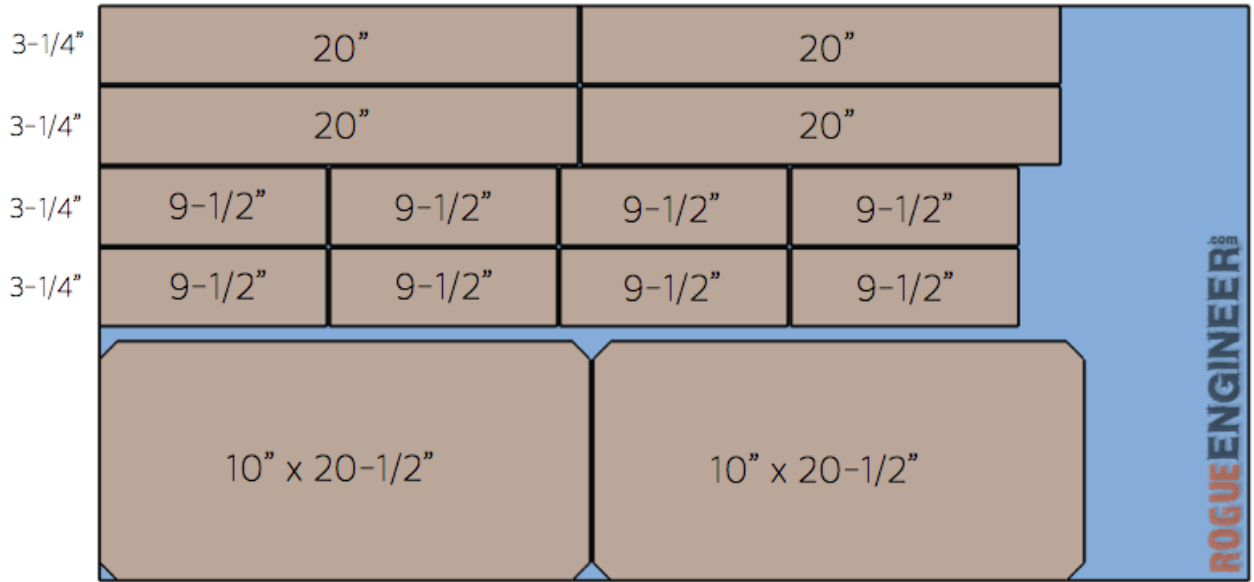 3-1/4” 20” 20”
3-1/4” 20” 20”
3-1/4” 9-1/2” 9-1/2” 9-1/2” 9-1/2”
3-1/4” 9-1/2” 9-1/2” 9-1/2” 9-1/2”
10” x 20-1/2” 10” x 20-1/2”
ROGUEENGINEER.com